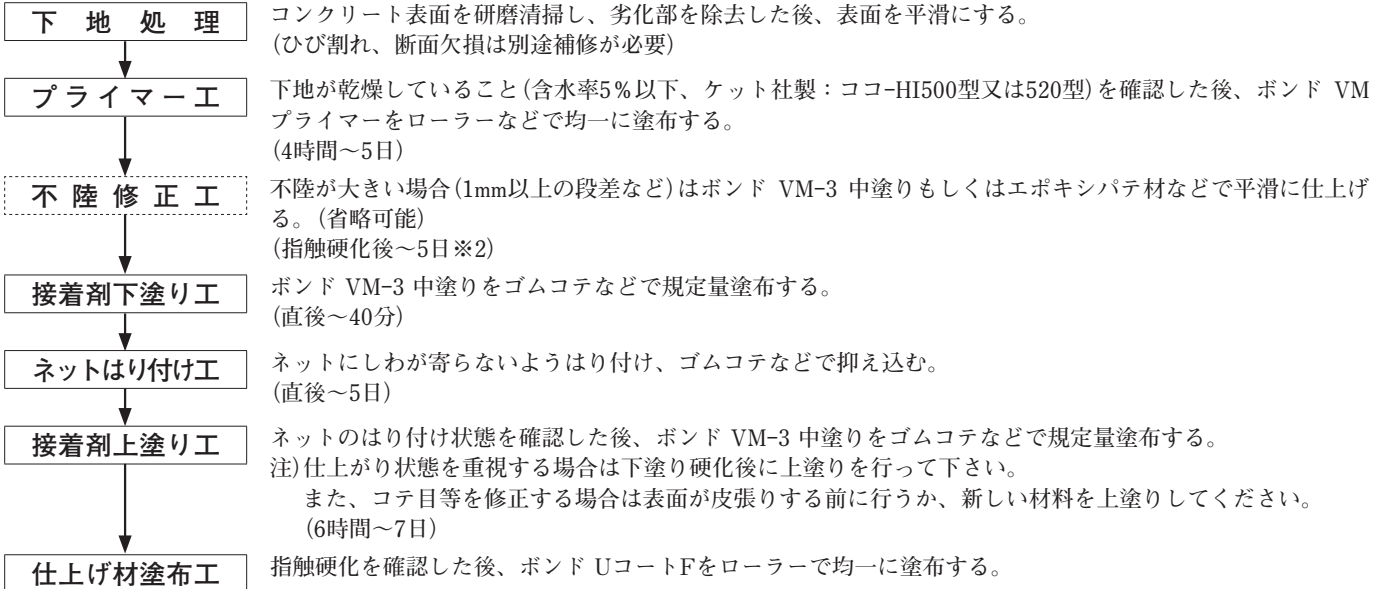 下地処理
コンクリート表面を研磨清掃し、劣化部を除去した後、表面を平滑にする。
(ひび割れ、断面欠損は別途補修が必要)
プライマー工
下地が乾燥していること(含水率5%以下、ケット社製：ココ-HI500型又は520型)を確認した後、ボンド VM
プライマーをローラーなどで均一に塗布する。
(4時間～5日)
不陸修正工
不陸が大きい場合(1mm以上の段差など)はボンド VM-3 中塗りもしくはエポキシパテ材などで平滑に仕上げ
る。(省略可能)
(指触硬化後～5日※2)
接着剤下塗り工
ボンド VM-3 中塗りをゴムコテなどで規定量塗布する。
(直後～40分)
ネットはり付け工
ネットにしわが寄らないようはり付け、ゴムコテなどで抑え込む。
(直後～5日)
接着剤上塗り工
ネットのはり付け状態を確認した後、ボンド VM-3 中塗りをゴムコテなどで規定量塗布する。
注)仕上がり状態を重視する場合は下塗り硬化後に上塗りを行って下さい。
また、コテ目等を修正する場合は表面が皮張りする前に行うか、新しい材料を上塗りしてください。
(6時間～7日)
仕上げ材塗布工
指触硬化を確認した後、ボンド UコートFをローラーで均一に塗布する。